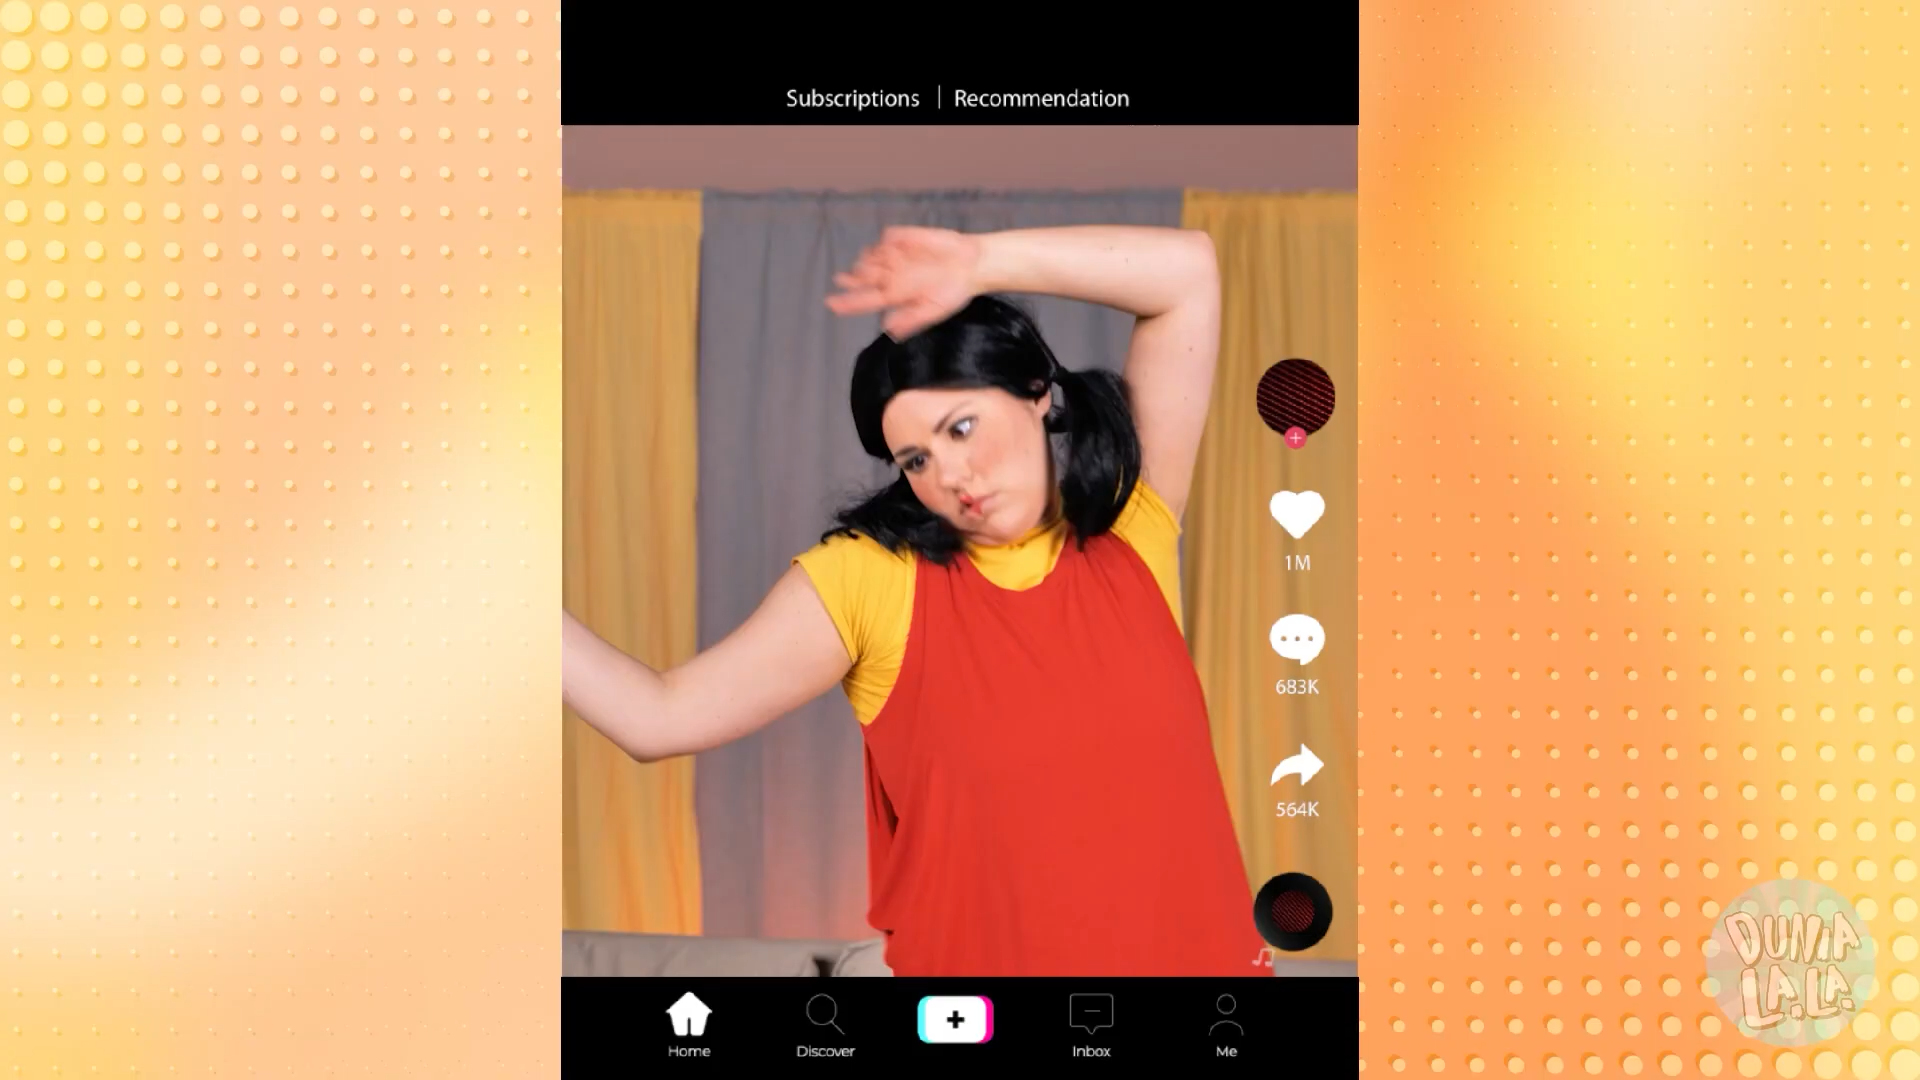 Subscriptions | Recommendation
1M
683K
564K
Home
Discover
Inbox
Me
DUNIA
LA.LA.